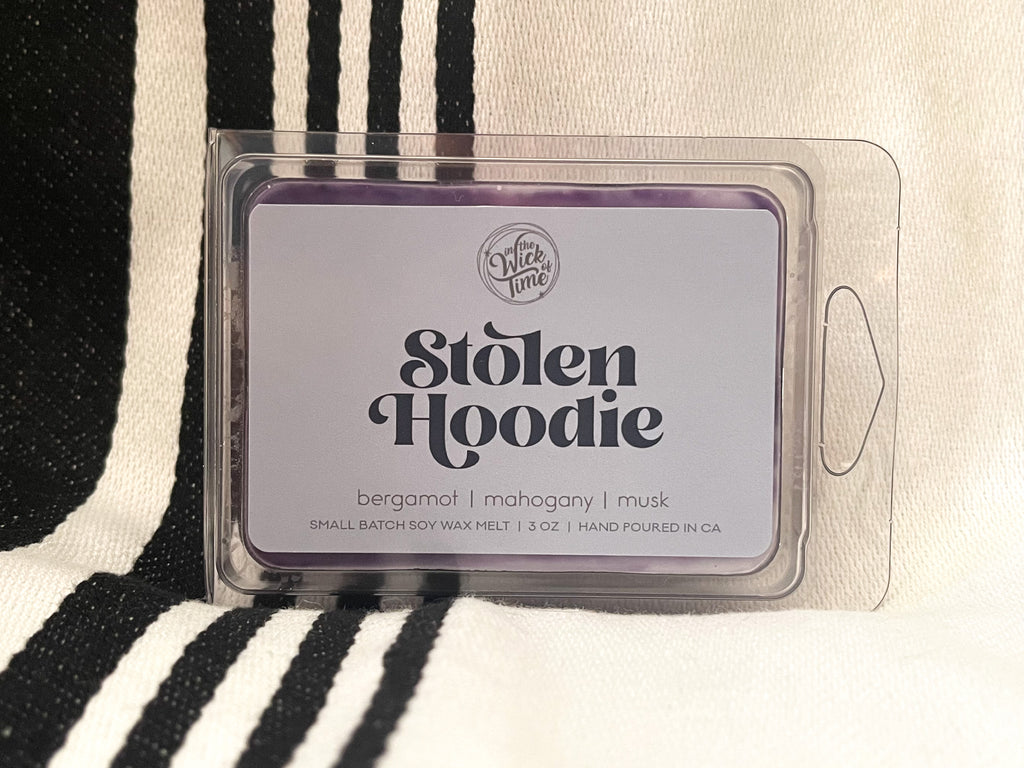 in the
Wick of
Time
Stolen
Hoodie
bergamot | mahogany | musk
SMALL BATCH SOY WAX MELT | 3 OZ | HAND POURED IN CA